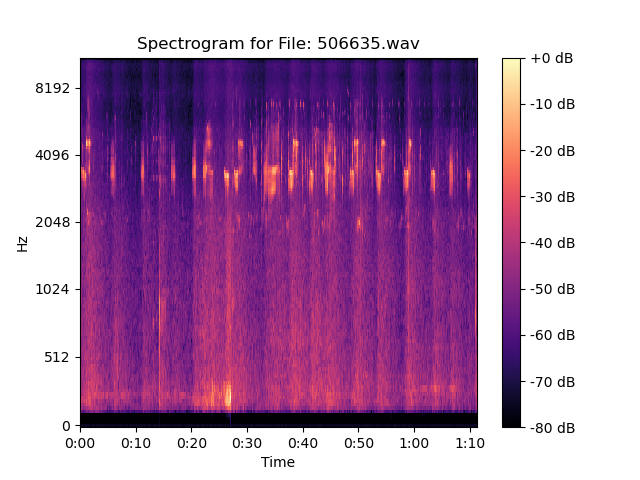 Spectrogram for File: 506635.wav
8192
4096
2048
1024
512
0
Hz
0:00 0:10 0:20 0:30 0:40 0:50 1:00 1:10
Time
+0 dB
-10 dB
-20 dB
-30 dB
-40 dB
-50 dB
-60 dB
-70 dB
-80 dB